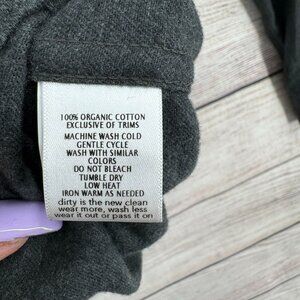 100% ORGANIC COTTON
EXCLUSIVE OF TRIMS
MACHINE WASH COLD
GENTLE CYCLE
WASH WITH SIMILAR
COLORS
DO NOT BLEACH
TUMBLE DRY
LOW HEAT
IRON WARM AS NEEDED
dirty is the new clean
wear more, wash less
wear it out or pass it on